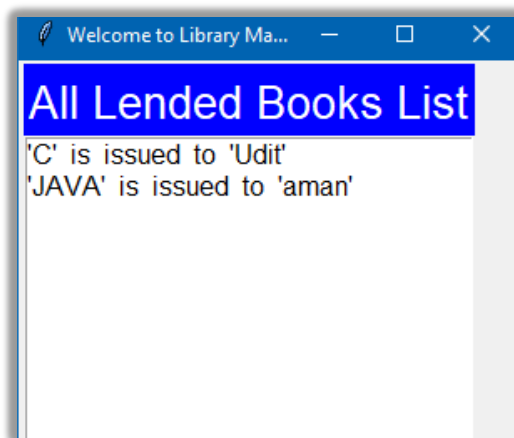 Welcome to Library Ma...
All Lended Books List
'C' is issued to 'Udit'
'JAVA' is issued to 'aman'